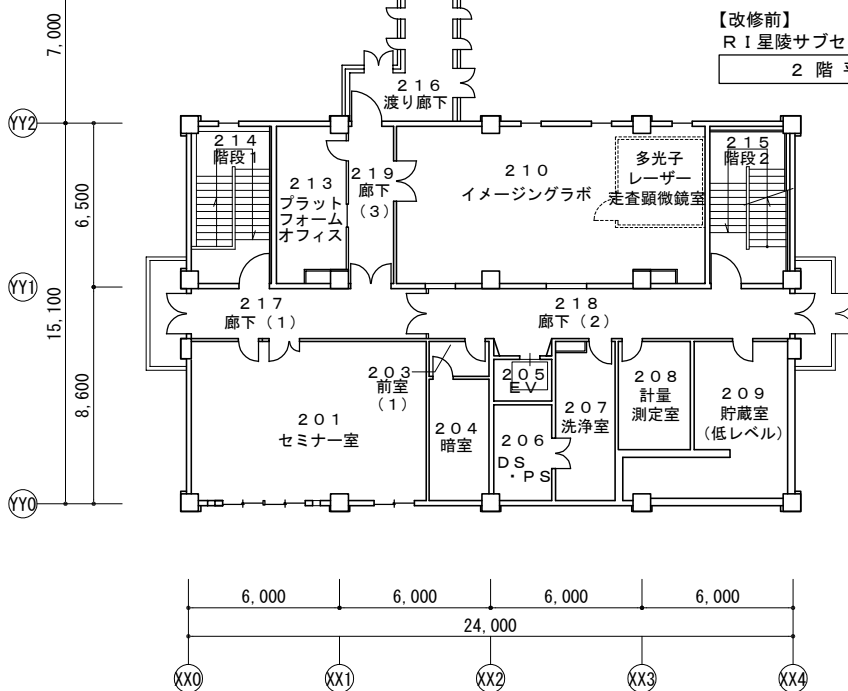 【改修前】
ＲＩ星陵サブセ
２ 階 平
7,000
216
渡り廊下
YY2
214
階段１
215
階段２
210
イメージングラボ
多光子
レーザー
走査顕微鏡室
219
廊下
（３）
213
プラット
フォーム
オフィス
6,500
YY1
15,100
217
廊下（１）
218
廊下（２）
203
前室
（１）
205
ＥＶ
208
計量
測定室
209
貯蔵室
（低レベル）
207
洗浄室
201
セミナー室
204
暗室
206
ＤＳ
・ＰＳ
8,600
YY0
6,000
6,000
6,000
6,000
24,000
XX0
XX1
XX2
XX3
XX4